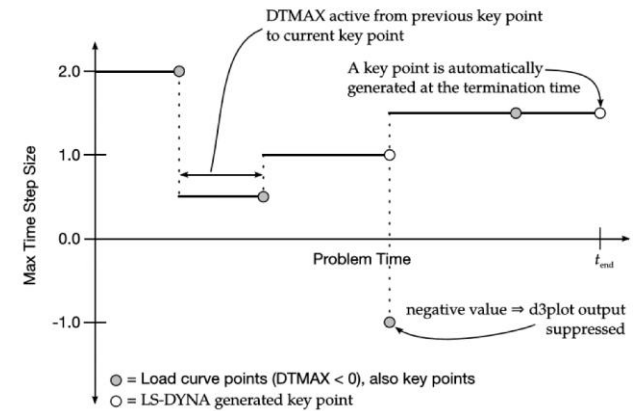 DTMAX active from previous key point
to current key point
A key point is automatically
generated at the termination time
2.0
1.0
0.0
-1.0
Max Time Step Size
Problem Time
tend
negative value ⇒ d3plot output
suppressed
= Load curve points (DTMAX < 0), also key points
= LS-DYNA generated key point